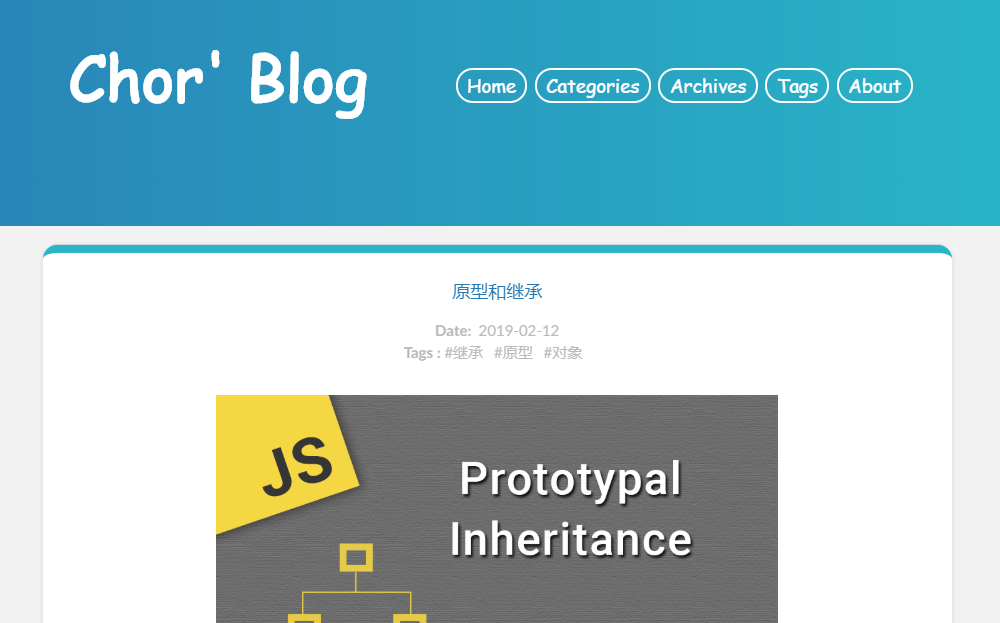 Chor' Blog
Home Categories Archives Tags About
原型和继承
Date: 2019-02-12
Tags : #继承 #原型 #对象
JS
Prototypal
Inheritance